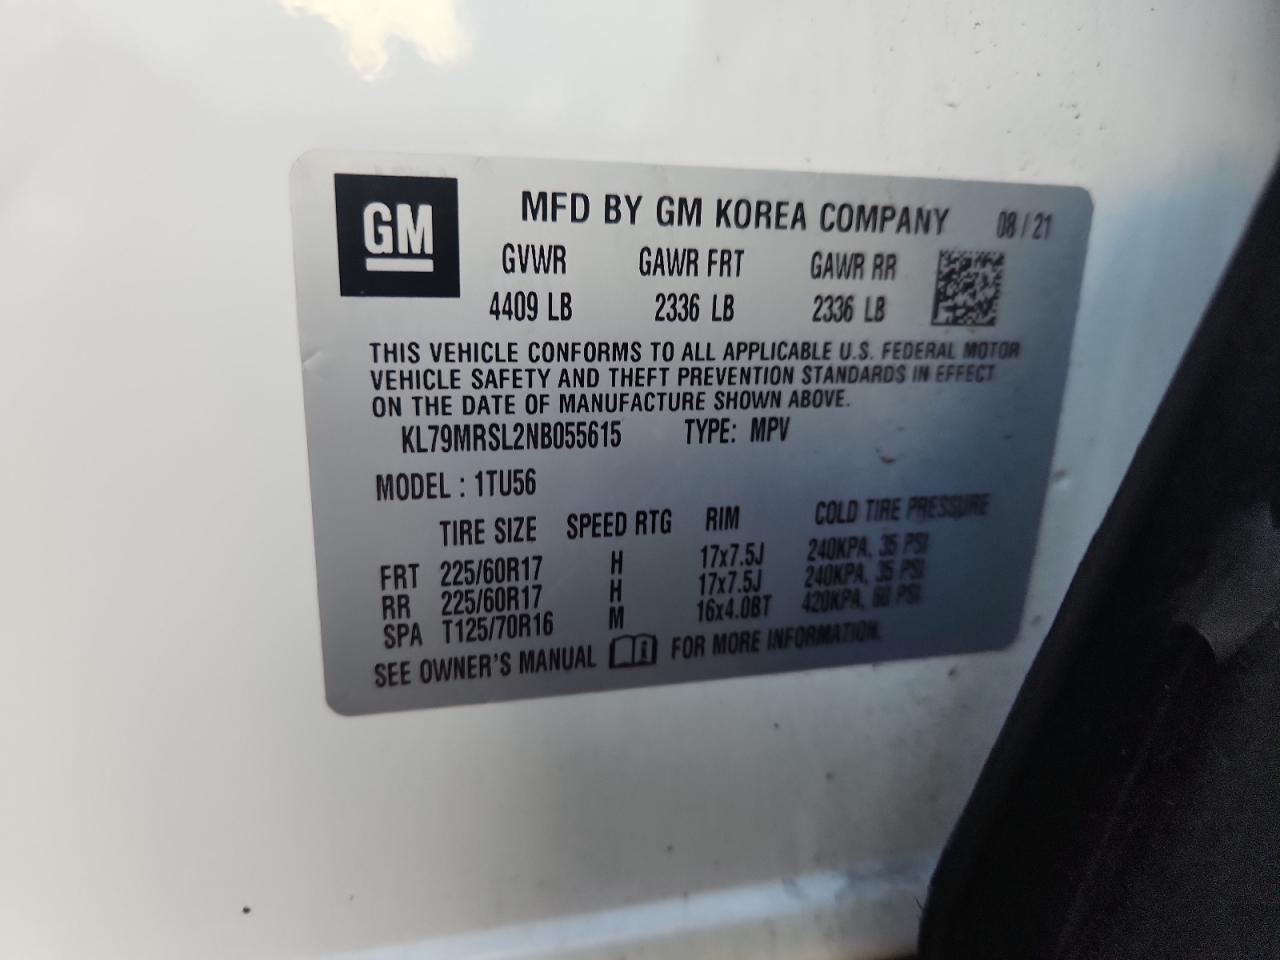 GM
MFD BY GM KOREA COMPANY 08 / 21
GVWR GAWR FRT GAWR RR
4409 LB 2336 LB 2336 LB
THIS VEHICLE CONFORMS TO ALL APPLICABLE U.S. FEDERAL MOTOR
VEHICLE SAFETY AND THEFT PREVENTION STANDARDS IN EFFECT
ON THE DATE OF MANUFACTURE SHOWN ABOVE.
KL79MRSL2NB055615 TYPE: MPV
MODEL : 1TU56
TIRE SIZE SPEED RTG RIM COLD TIRE PRESSURE
FRT 225/60R17 H 17x7.5J 240KPA, 35 PSI
RR 225/60R17 H 17x7.5J 240KPA, 35 PSI
SPA T125/70R16 M 16x4.0BT 420KPA, 60 PSI
SEE OWNER'S MANUAL FOR MORE INFORMATION.